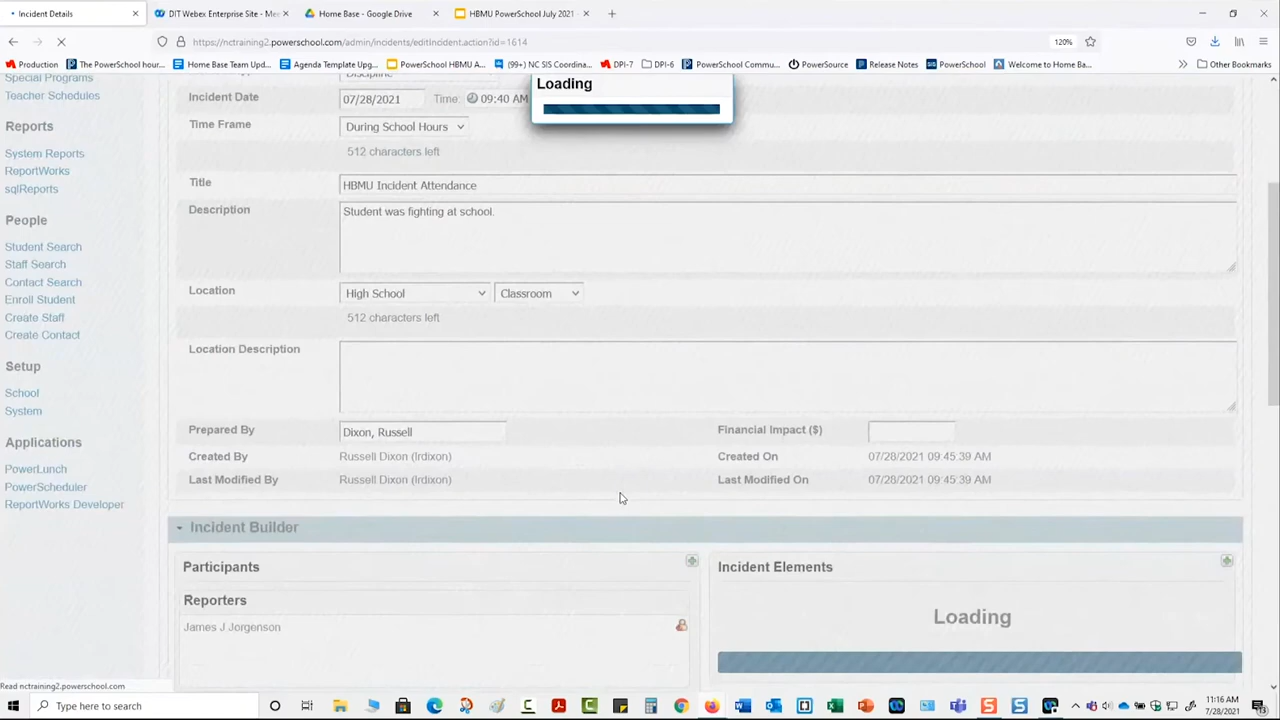 Incident Details
DIT Webex Enterprise Site - Me
Home Base - Google Drive
HBMU PowerSchool July 2021 -
https://nctraining2.powerschool.com/admin/incidents/editIncident.action?id=1614
120%
Production
The PowerSchool hour...
Home Base Team Upd...
Agenda Template Upg...
PowerSchool HBMU A...
(99+) NC SIS Coordina...
DPI-7
DPI-6
PowerSchool Commu...
PowerSource
Release Notes
PowerSchool
Welcome to Home Ba...
Other Bookmarks
Special Programs
Teacher Schedules
Reports
System Reports
ReportWorks
sqlReports
People
Student Search
Staff Search
Contact Search
Enroll Student
Create Staff
Create Contact
Setup
School
System
Applications
PowerLunch
PowerScheduler
ReportWorks Developer
Loading
Discipline
Incident Date
07/28/2021
Time:
09:40 AM
Time Frame
During School Hours
512 characters left
Title
HBMU Incident Attendance
Description
Student was fighting at school.
Location
High School
Classroom
512 characters left
Location Description
Prepared By
Dixon, Russell
Financial Impact ($)
Created By
Russell Dixon (lrdixon)
Created On
07/28/2021 09:45:39 AM
Last Modified By
Russell Dixon (lrdixon)
Last Modified On
07/28/2021 09:45:39 AM
Incident Builder
Participants
Incident Elements
Reporters
Loading
James J Jorgenson
Read nctraining2.powerschool.com
Type here to search
11:16 AM
7/28/2021